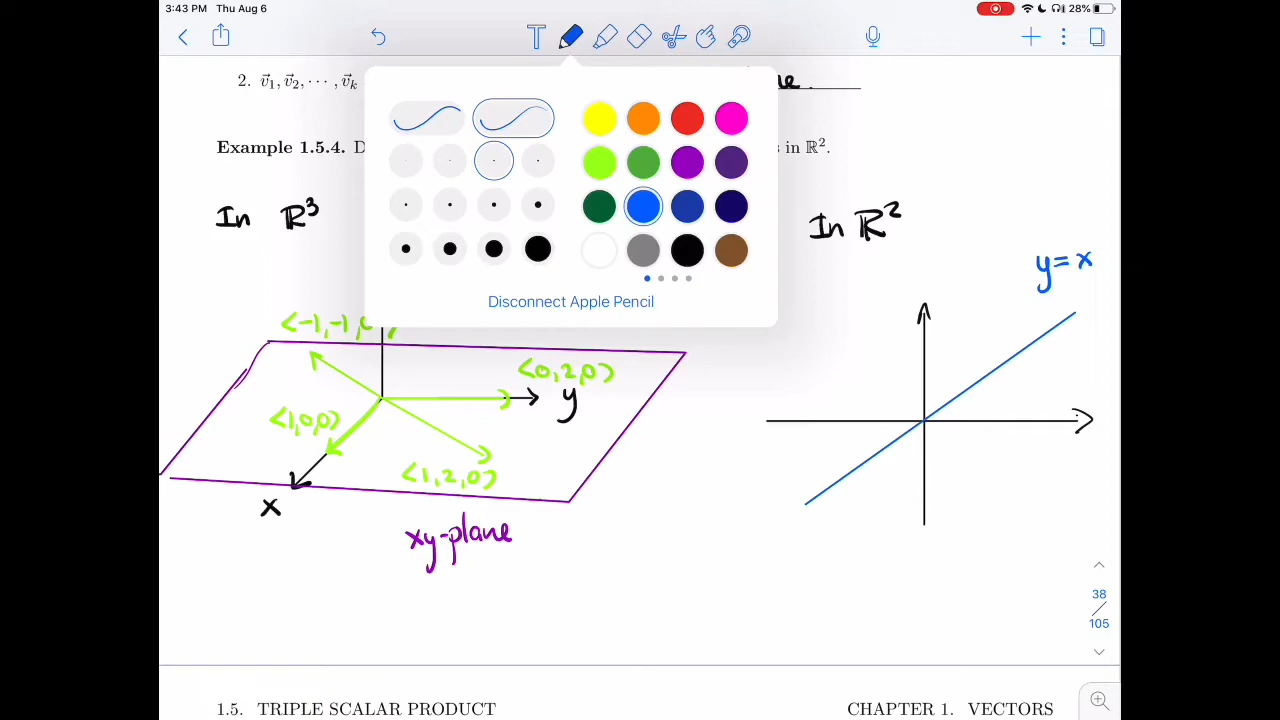 3:43 PM Thu Aug 6
28%
2. v⃗₁, v⃗₂, ⋯ , v⃗ₖ
Example 1.5.4. D
s in ℝ².
In ℝ³
In ℝ²
y=x
Disconnect Apple Pencil
<-1,-1,
<0,2,0>
y
<1,0,0>
<1,2,0>
x
xy-plane
38
105
1.5. TRIPLE SCALAR PRODUCT
CHAPTER 1. VECTORS